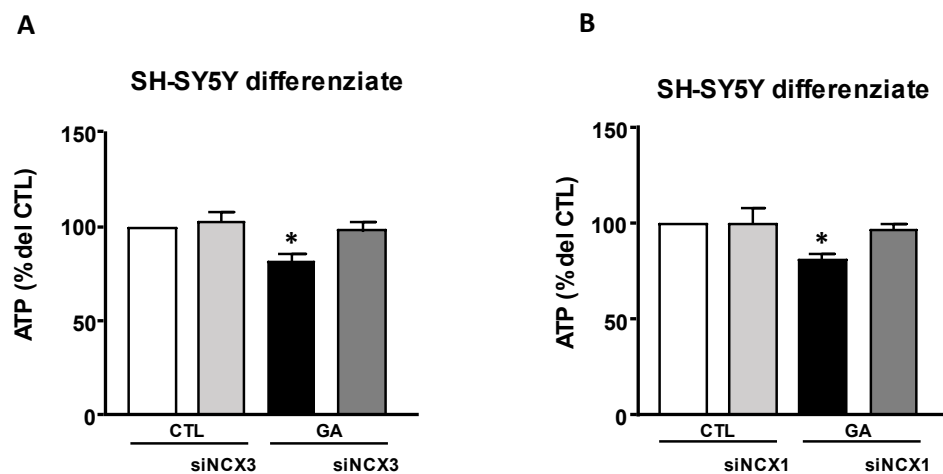 A
SH-SY5Y differenziate
ATP (% del CTL)
150
100
50
0
*
CTL GA
siNCX3 siNCX3
B
SH-SY5Y differenziate
ATP (% del CTL)
150
100
50
0
*
CTL GA
siNCX1 siNCX1